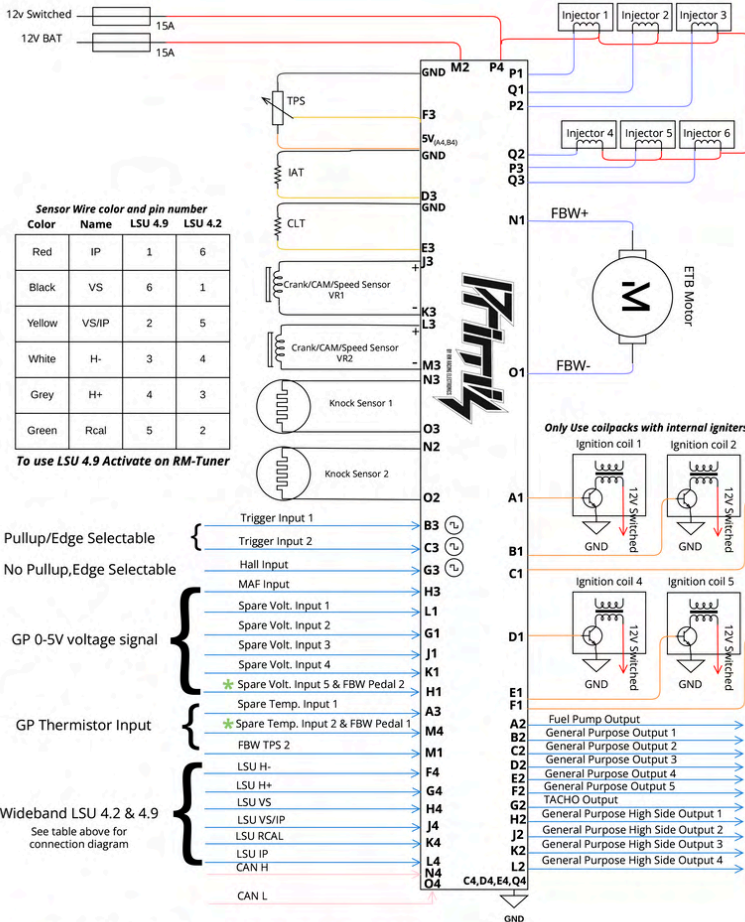 12v Switched
15A
12V BAT
15A
M2
P4
Injector 1
Injector 2
Injector 3
GND
TPS
F3
5V(A4,B4)
GND
IAT
D3
GND
CLT
E3
J3
+
Crank/CAM/Speed Sensor
VR1
-
K3
L3
+
Crank/CAM/Speed Sensor
VR2
-
M3
N3
Knock Sensor 1
O3
N2
Knock Sensor 2
O2
P1
Q1
P2
Injector 4
Injector 5
Injector 6
Q2
P3
Q3
N1
FBW+
M
ETB Motor
O1
FBW-
Sensor Wire color and pin number
Color Name LSU 4.9 LSU 4.2
Red IP 1 6
Black VS 6 1
Yellow VS/IP 2 5
White H- 3 4
Grey H+ 4 3
Green Rcal 5 2
To use LSU 4.9 Activate on RM-Tuner
Only Use coilpacks with internal igniters
Ignition coil 1
Ignition coil 2
A1
12V Switched
GND
12V Switched
GND
B1
C1
Ignition coil 4
Ignition coil 5
D1
12V Switched
GND
12V Switched
GND
E1
F1
Pullup/Edge Selectable
Trigger Input 1
B3
Trigger Input 2
C3
No Pullup,Edge Selectable
Hall Input
G3
GP 0-5V voltage signal
MAF Input
H3
Spare Volt. Input 1
L1
Spare Volt. Input 2
G1
Spare Volt. Input 3
J1
Spare Volt. Input 4
K1
* Spare Volt. Input 5 & FBW Pedal 2
H1
GP Thermistor Input
Spare Temp. Input 1
A3
* Spare Temp. Input 2 & FBW Pedal 1
M4
FBW TPS 2
M1
Wideband LSU 4.2 & 4.9
See table above for
connection diagram
LSU H-
F4
LSU H+
G4
LSU VS
H4
LSU VS/IP
J4
LSU RCAL
K4
LSU IP
L4
CAN H
N4
O4
CAN L
A2 Fuel Pump Output
B2 General Purpose Output 1
C2 General Purpose Output 2
D2 General Purpose Output 3
E2 General Purpose Output 4
F2 General Purpose Output 5
G2 TACHO Output
H2 General Purpose High Side Output 1
J2 General Purpose High Side Output 2
K2 General Purpose High Side Output 3
L2 General Purpose High Side Output 4
C4,D4,E4,Q4
GND